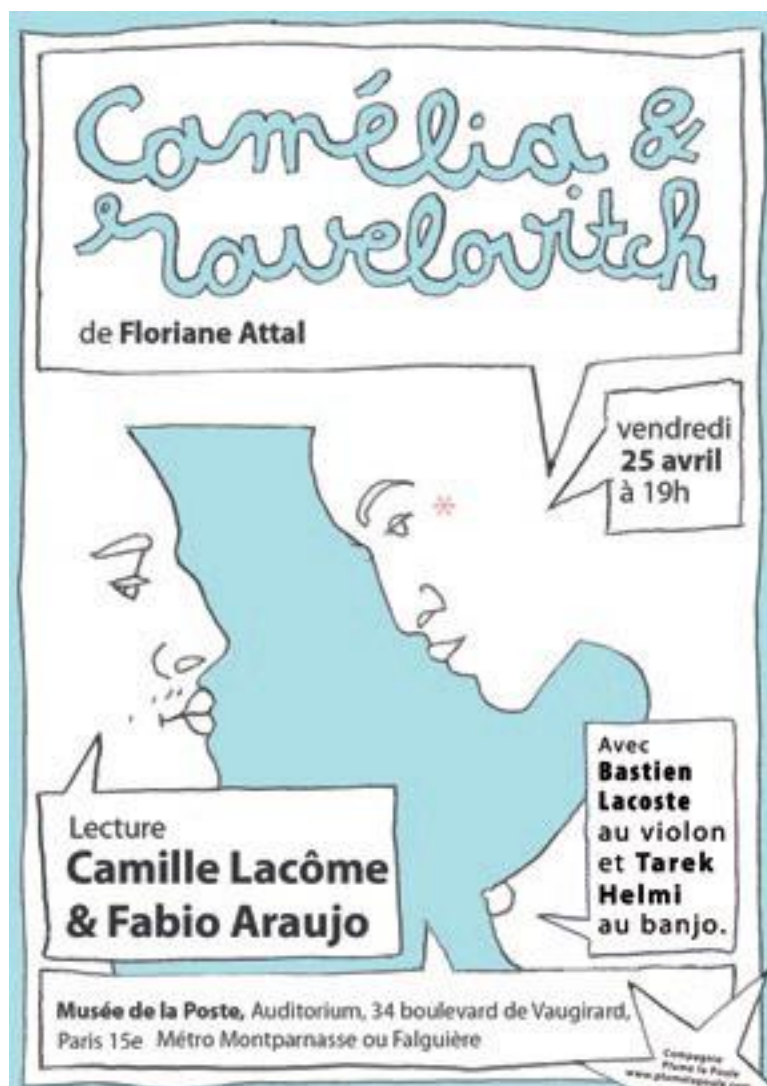 Camélia &
rawelovitch
de Floriane Attal
vendredi
25 avril
à 19h
Avec
Bastien
Lacoste
au violon
et Tarek
Helmi
au banjo.
Lecture
Camille Lacôme
& Fabio Araujo
Musée de la Poste, Auditorium, 34 boulevard de Vaugirard,
Paris 15e Métro Montparnasse ou Falguière
Compagnie
Plume la Poule